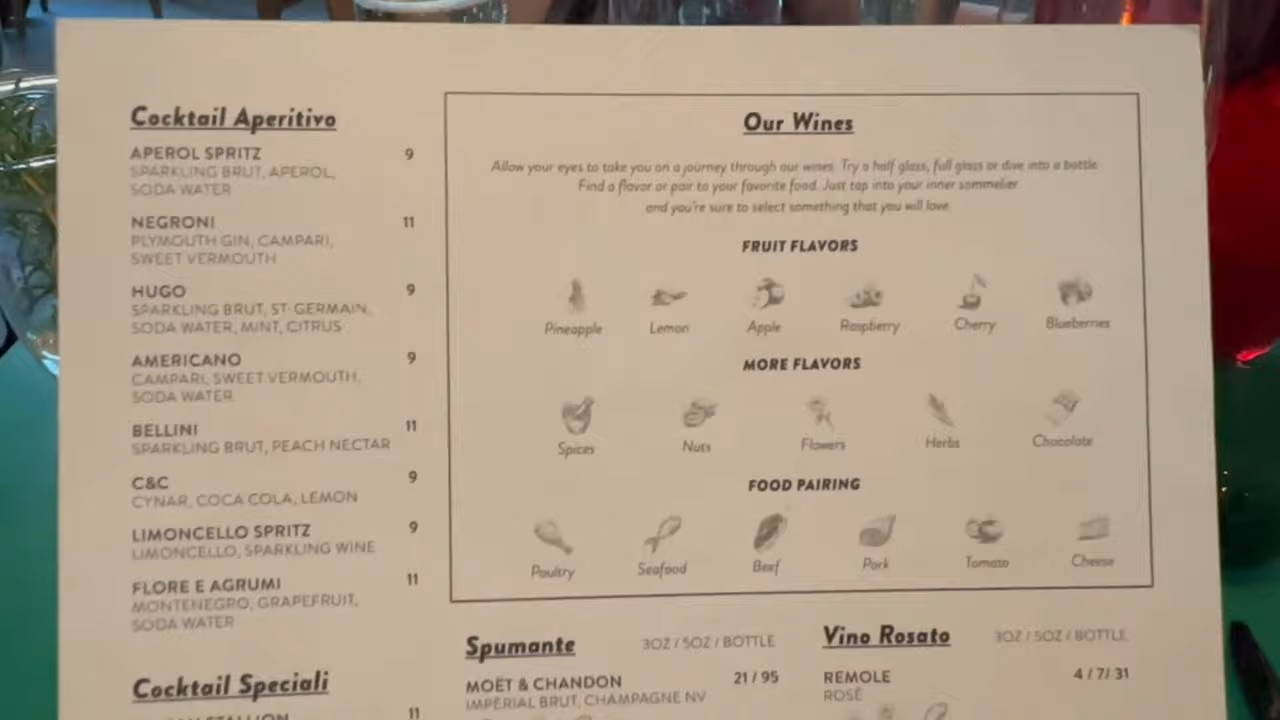 Cocktail Aperitivo
APEROL SPRITZ 9
SPARKLING BRUT, APEROL,
SODA WATER
NEGRONI 11
PLYMOUTH GIN, CAMPARI,
SWEET VERMOUTH
HUGO 9
SPARKLING BRUT, ST-GERMAIN,
SODA WATER, MINT, CITRUS
AMERICANO 9
CAMPARI, SWEET VERMOUTH,
SODA WATER
BELLINI 11
SPARKLING BRUT, PEACH NECTAR
C&C 9
CYNAR, COCA COLA, LEMON
LIMONCELLO SPRITZ 9
LIMONCELLO, SPARKLING WINE
FLORE E AGRUMI 11
MONTENEGRO, GRAPEFRUIT,
SODA WATER
Cocktail Speciali
STALLION 11
Our Wines
Allow your eyes to take you on a journey through our wines. Try a half glass, full glass or dive into a bottle.
Find a flavor or pair to your favorite food. Just tap into your inner sommelier
and you're sure to select something that you will love.
FRUIT FLAVORS
Pineapple Lemon Apple Raspberry Cherry Blueberries
MORE FLAVORS
Spices Nuts Flowers Herbs Chocolate
FOOD PAIRING
Poultry Seafood Beef Pork Tomato Cheese
Spumante 3OZ / 5OZ / BOTTLE
MOËT & CHANDON 21 / 95
IMPERIAL BRUT, CHAMPAGNE NV
Vino Rosato 3OZ / 5OZ / BOTTLE
REMOLE 4 / 7 / 31
ROSÉ